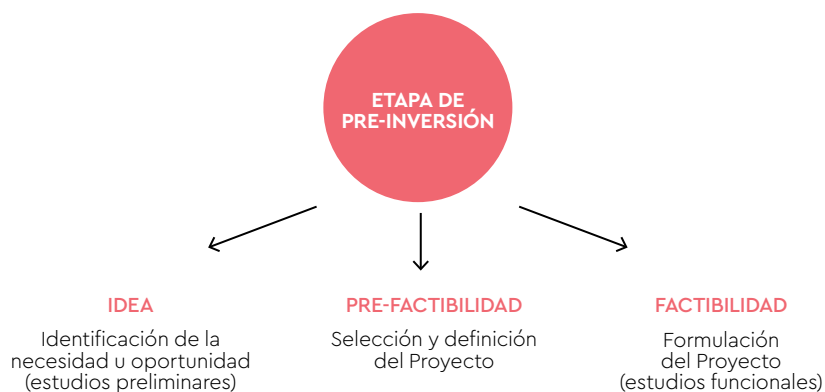 ETAPA DE
PRE-INVERSIÓN
IDEA
Identificación de la
necesidad u oportunidad
(estudios preliminares)
PRE-FACTIBILIDAD
Selección y definición
del Proyecto
FACTIBILIDAD
Formulación
del Proyecto
(estudios funcionales)